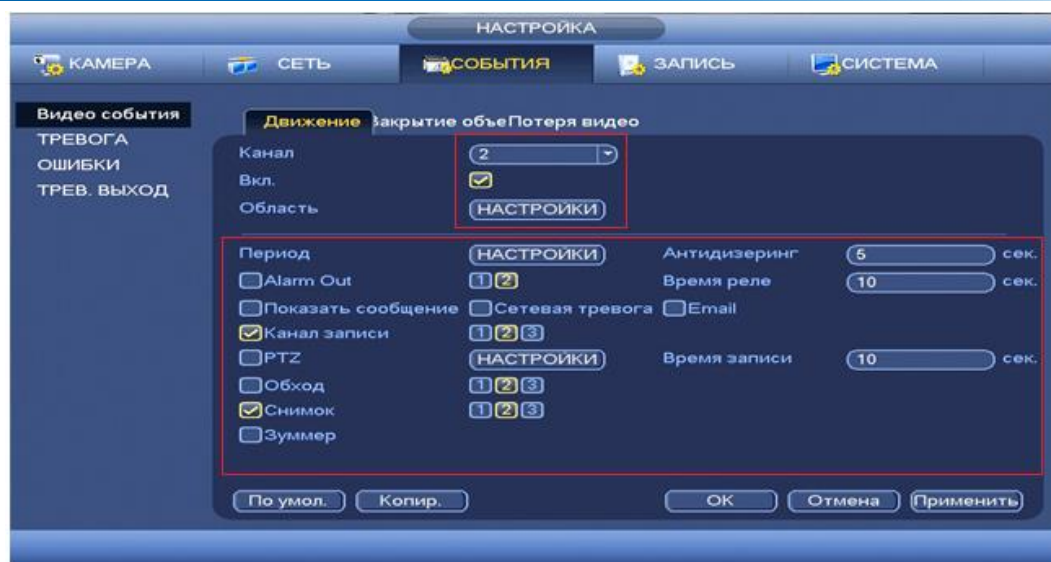 НАСТРОЙКА
КАМЕРА СЕТЬ СОБЫТИЯ ЗАПИСЬ СИСТЕМА
Видео события
ТРЕВОГА
ОШИБКИ
ТРЕВ. ВЫХОД
Движение Закрытие объе Потеря видео
Канал 2
Вкл.
Область НАСТРОЙКИ
Период НАСТРОЙКИ Антидизеринг 5 сек.
Alarm Out 1 2 Время реле 10 сек.
Показать сообщение Сетевая тревога Email
Канал записи 1 2 3
PTZ НАСТРОЙКИ Время записи 10 сек.
Обход 1 2 3
Снимок 1 2 3
Зуммер
По умол. Копир. OK Отмена Применить